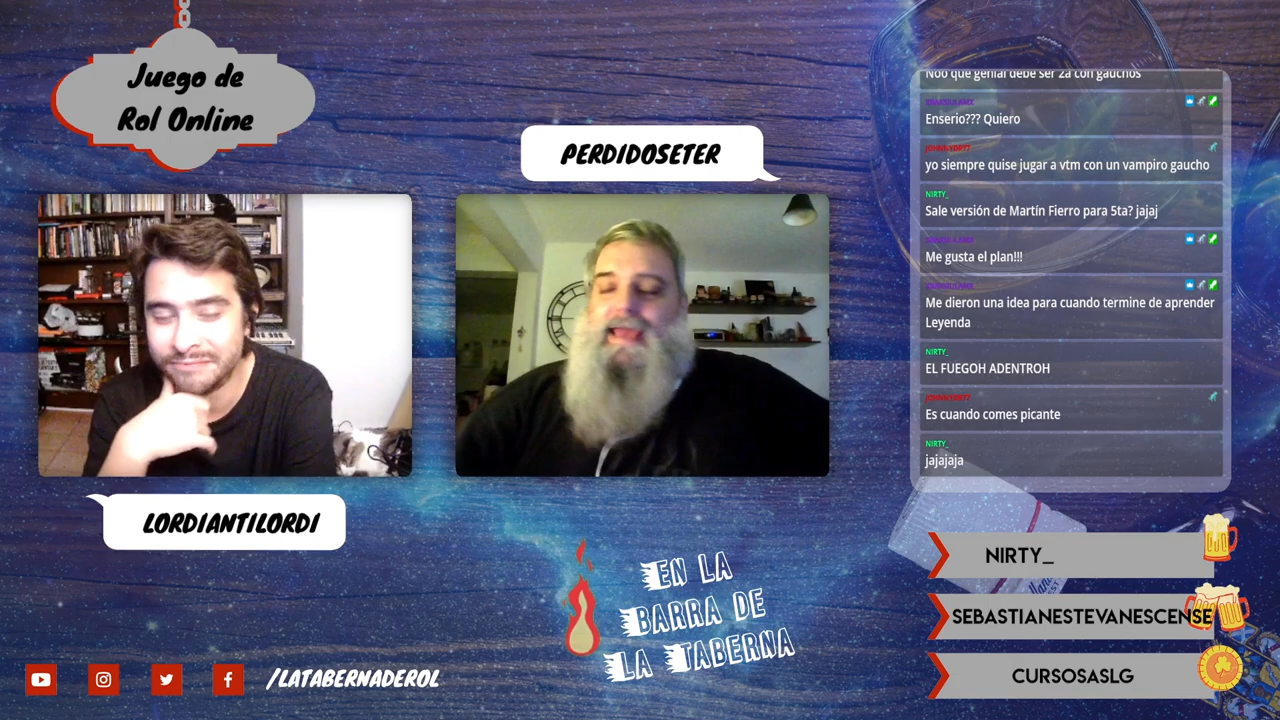 Juego de
Rol Online
PERDIDOSETER
LORDIANTILORDI
Noo que genial debe ser 2a con gauchos
Enserio??? Quiero
yo siempre quise jugar a vtm con un vampiro gaucho
NIRTY_
Sale versión de Martín Fierro para 5ta? jajaj
Me gusta el plan!!!
Me dieron una idea para cuando termine de aprender
Leyenda
NIRTY_
EL FUEGOH ADENTROH
Es cuando comes picante
NIRTY_
jajajaja
EN LA
BARRA DE
LA TABERNA
NIRTY_
SEBASTIANESTEVANESCENSE
CURSOSASLG
/LATABERNADEROL